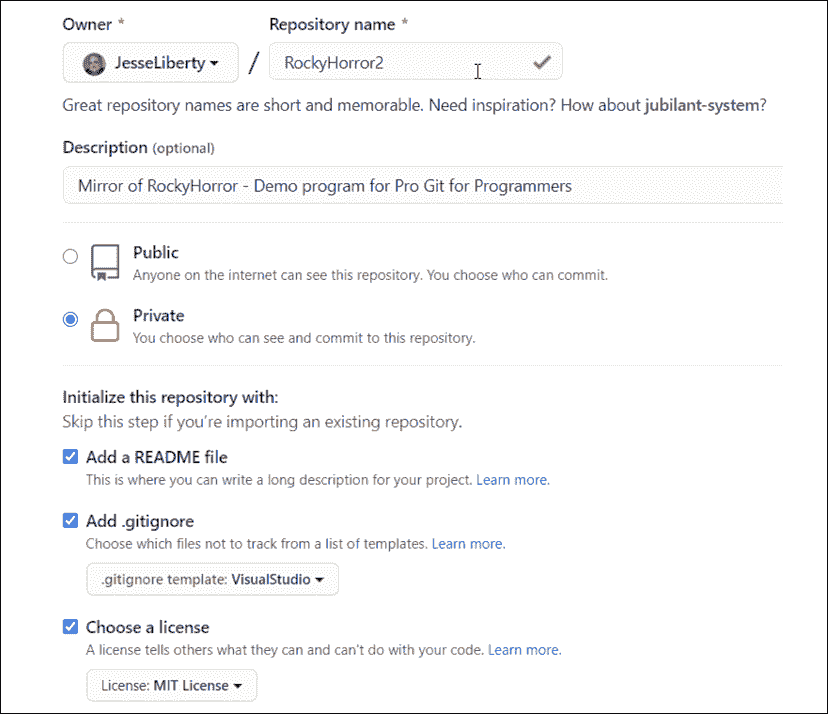 Owner * Repository name *
JesseLiberty / RockyHorror2
Great repository names are short and memorable. Need inspiration? How about jubilant-system?
Description (optional)
Mirror of RockyHorror - Demo program for Pro Git for Programmers
Public
Anyone on the internet can see this repository. You choose who can commit.
Private
You choose who can see and commit to this repository.
Initialize this repository with:
Skip this step if you're importing an existing repository.
Add a README file
This is where you can write a long description for your project. Learn more.
Add .gitignore
Choose which files not to track from a list of templates. Learn more.
.gitignore template: VisualStudio
Choose a license
A license tells others what they can and can't do with your code. Learn more.
License: MIT License